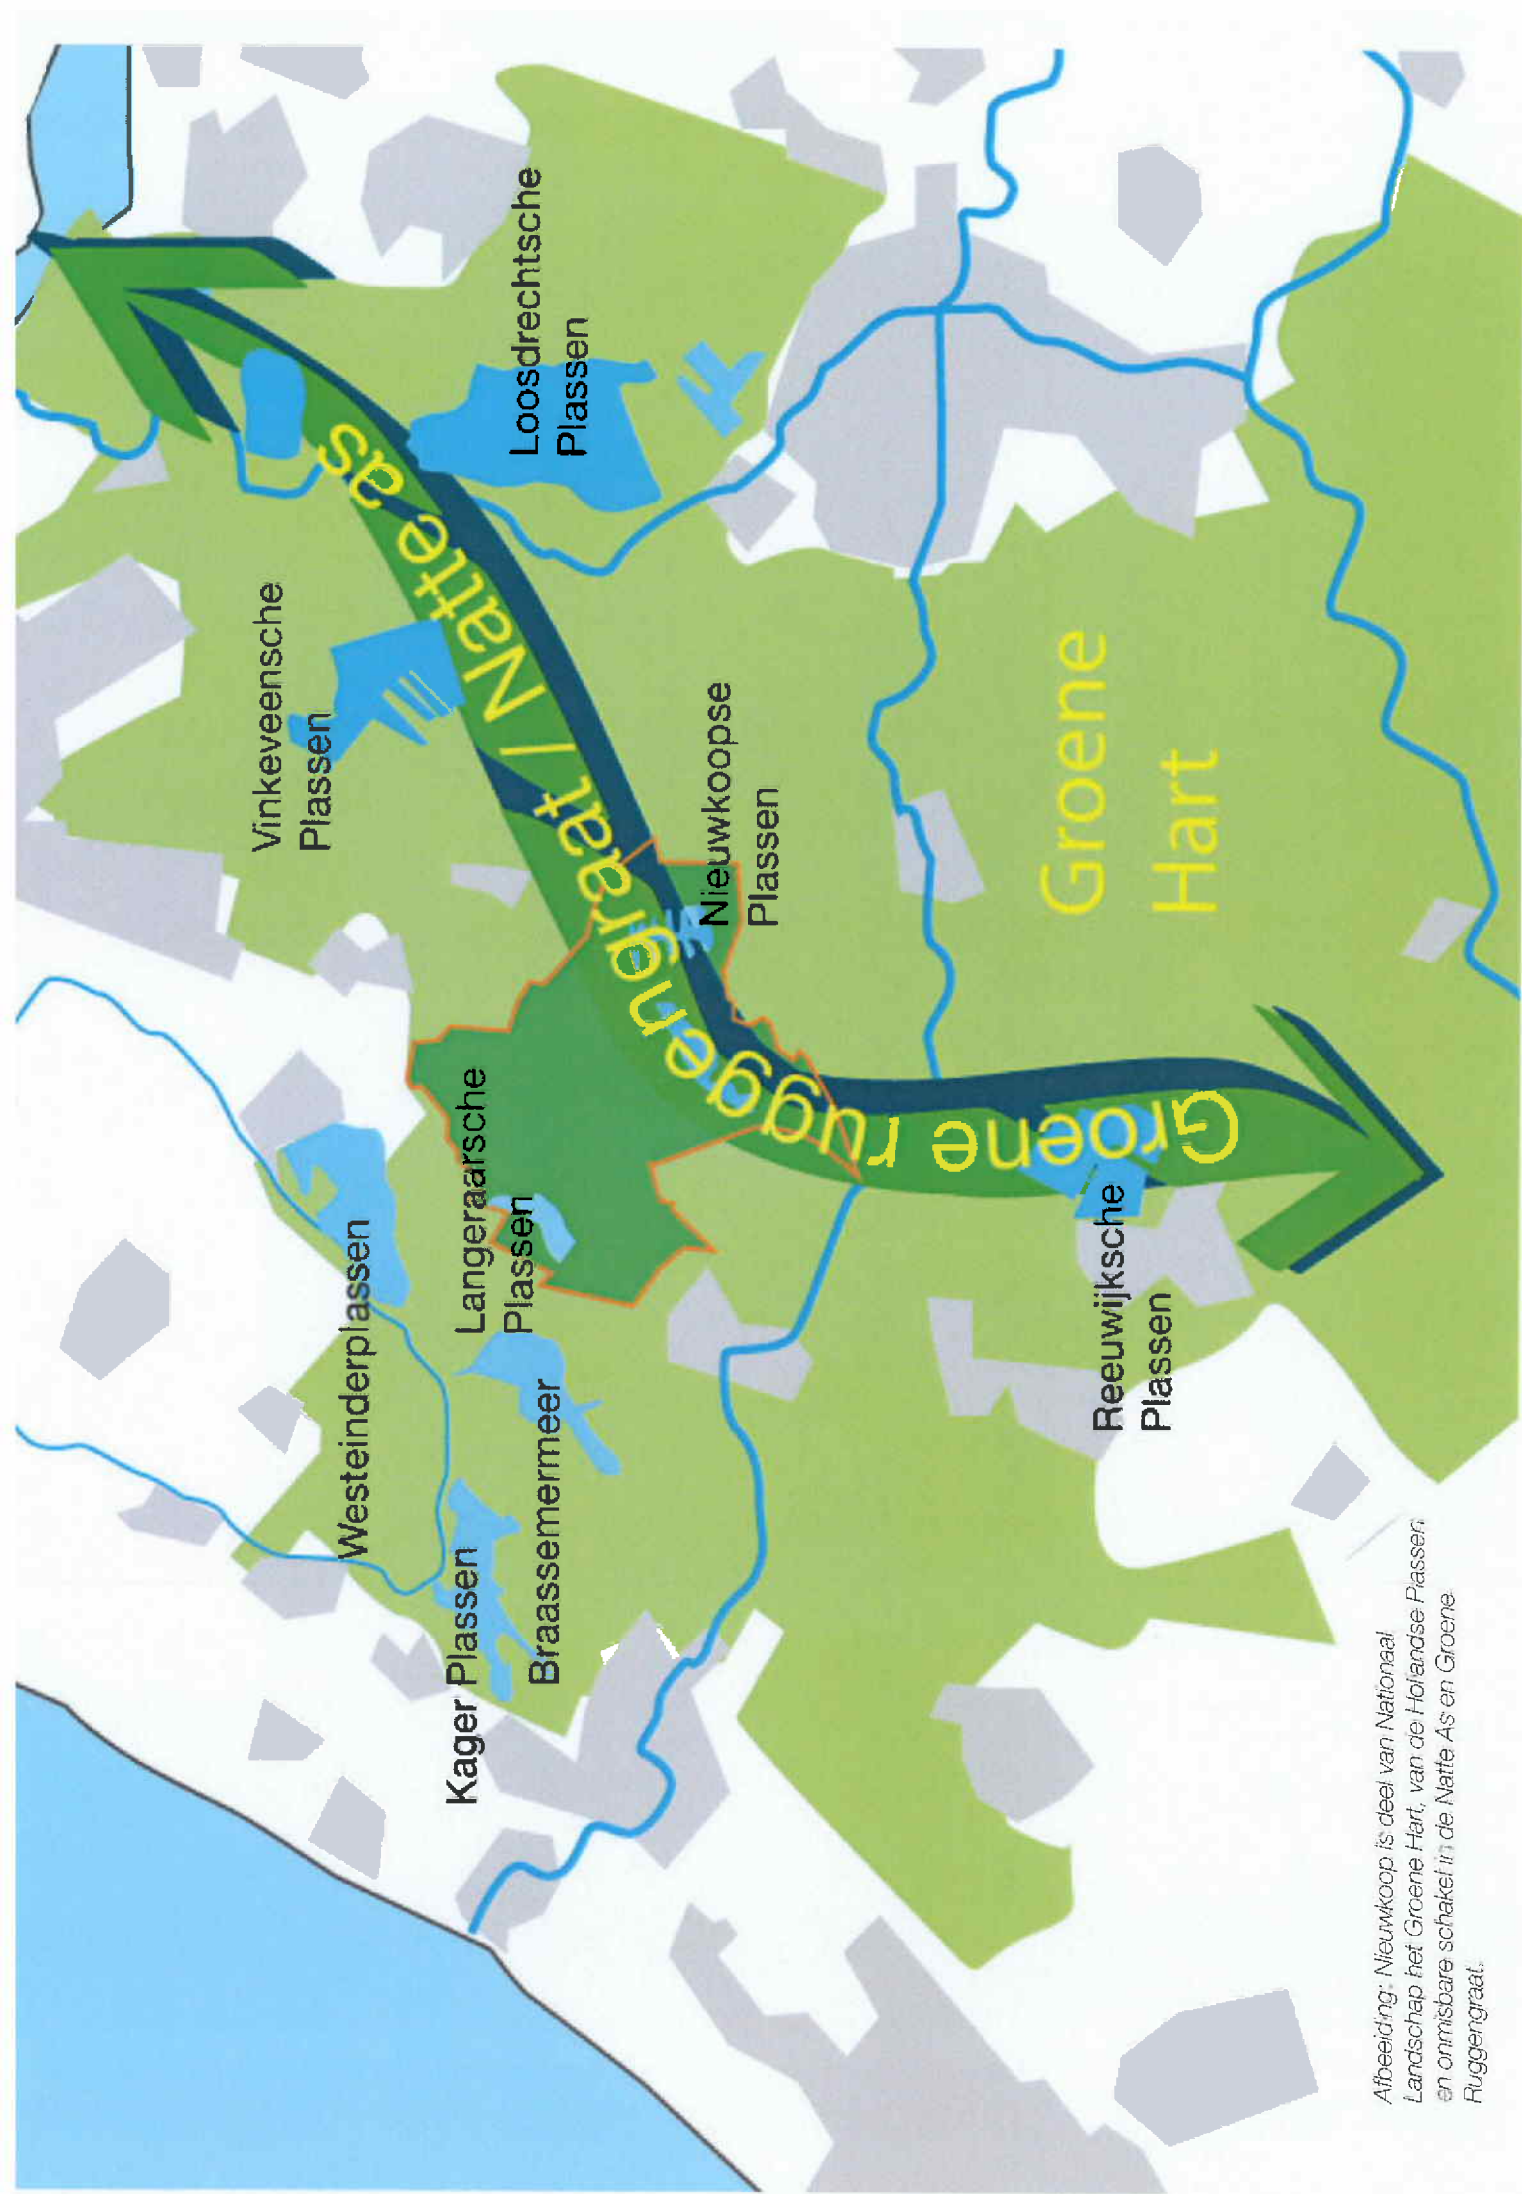 Vinkeveensche
Plassen
Loosdrechtsche
Plassen
Westeinderplassen
Langeraarsche
Plassen
Kager Plassen
Braassemermeer
Nieuwkoopse
Plassen
Groene ruggengraat / Natte as
Groene
Hart
Reeuwijksche
Plassen
Afbeelding: Nieuwkoop is deel van Nationaal
Landschap het Groene Hart, van de Hollandse Plassen
en onmisbare schakel in de Natte As en Groene
Ruggengraat.